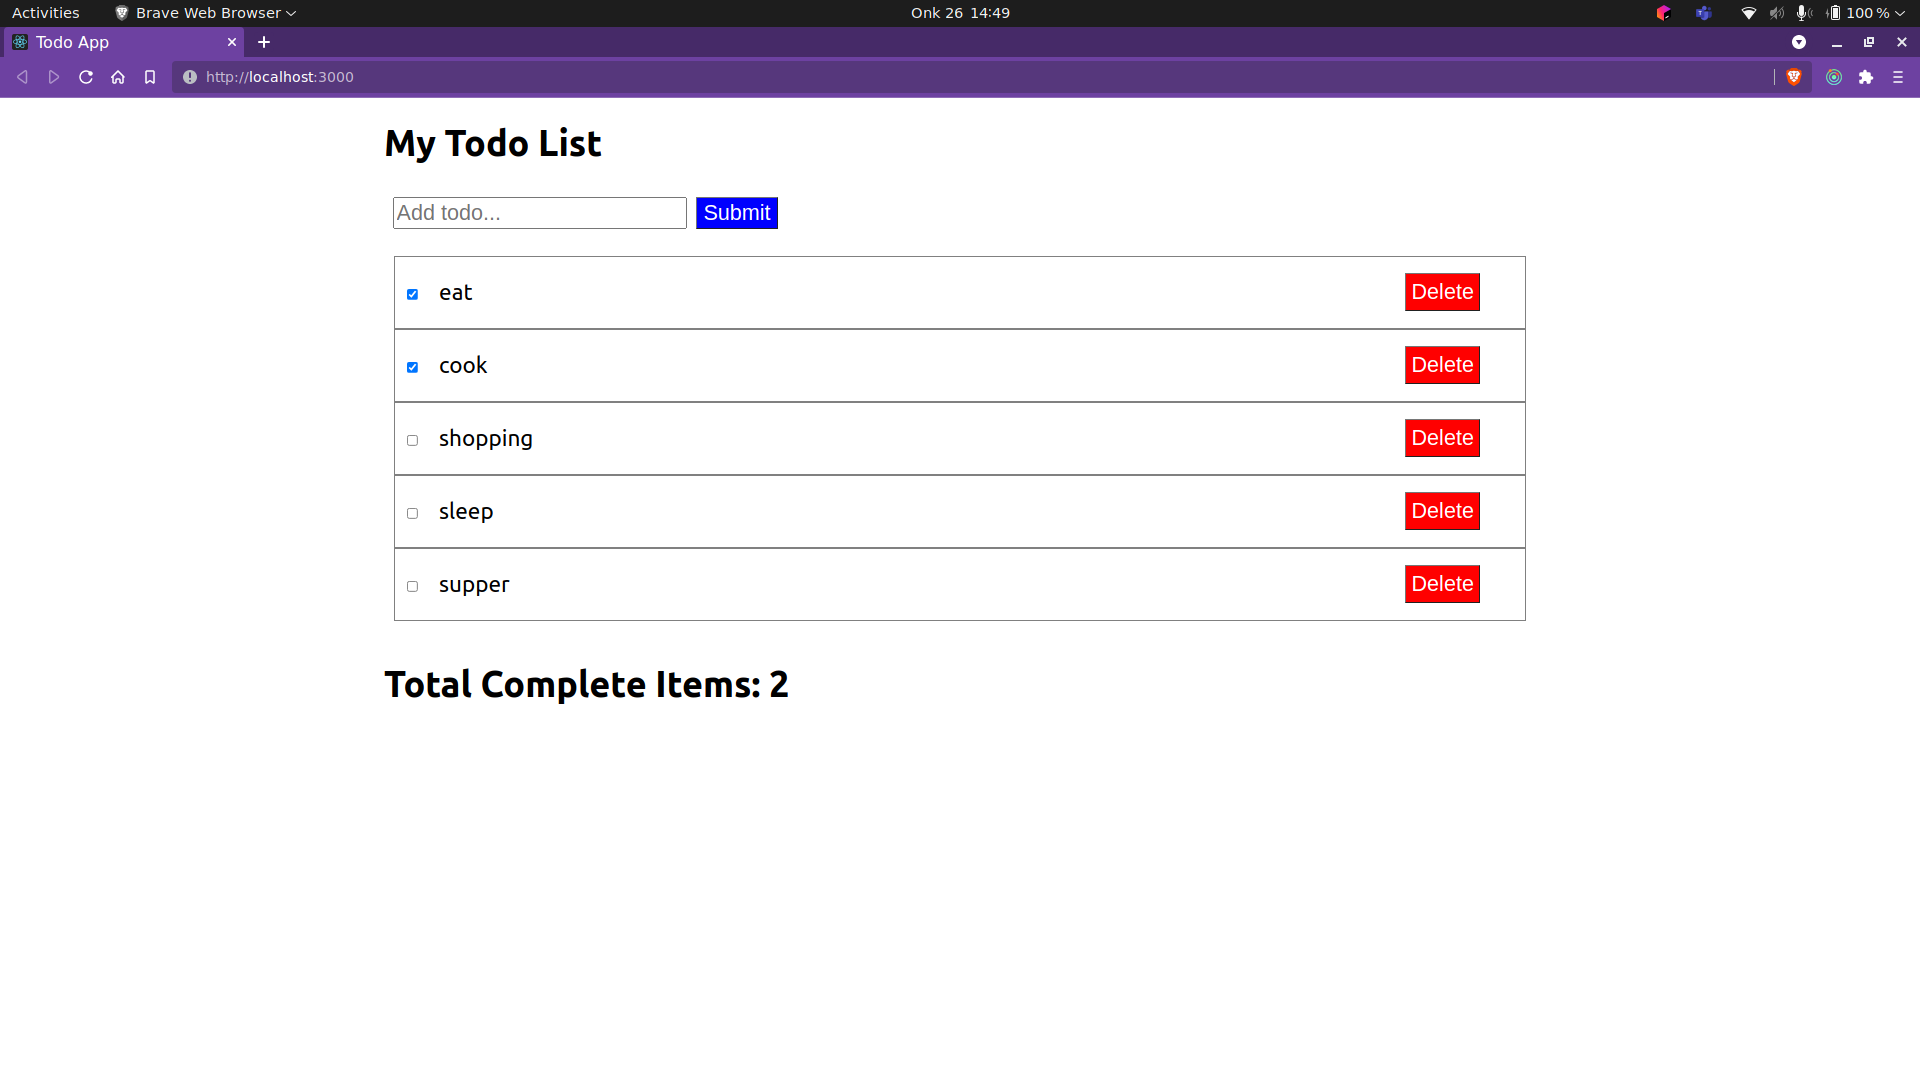 Activities Brave Web Browser Onk 26 14:49 100 %
Todo App
http://localhost:3000
My Todo List
Add todo... Submit
eat Delete
cook Delete
shopping Delete
sleep Delete
supper Delete
Total Complete Items: 2